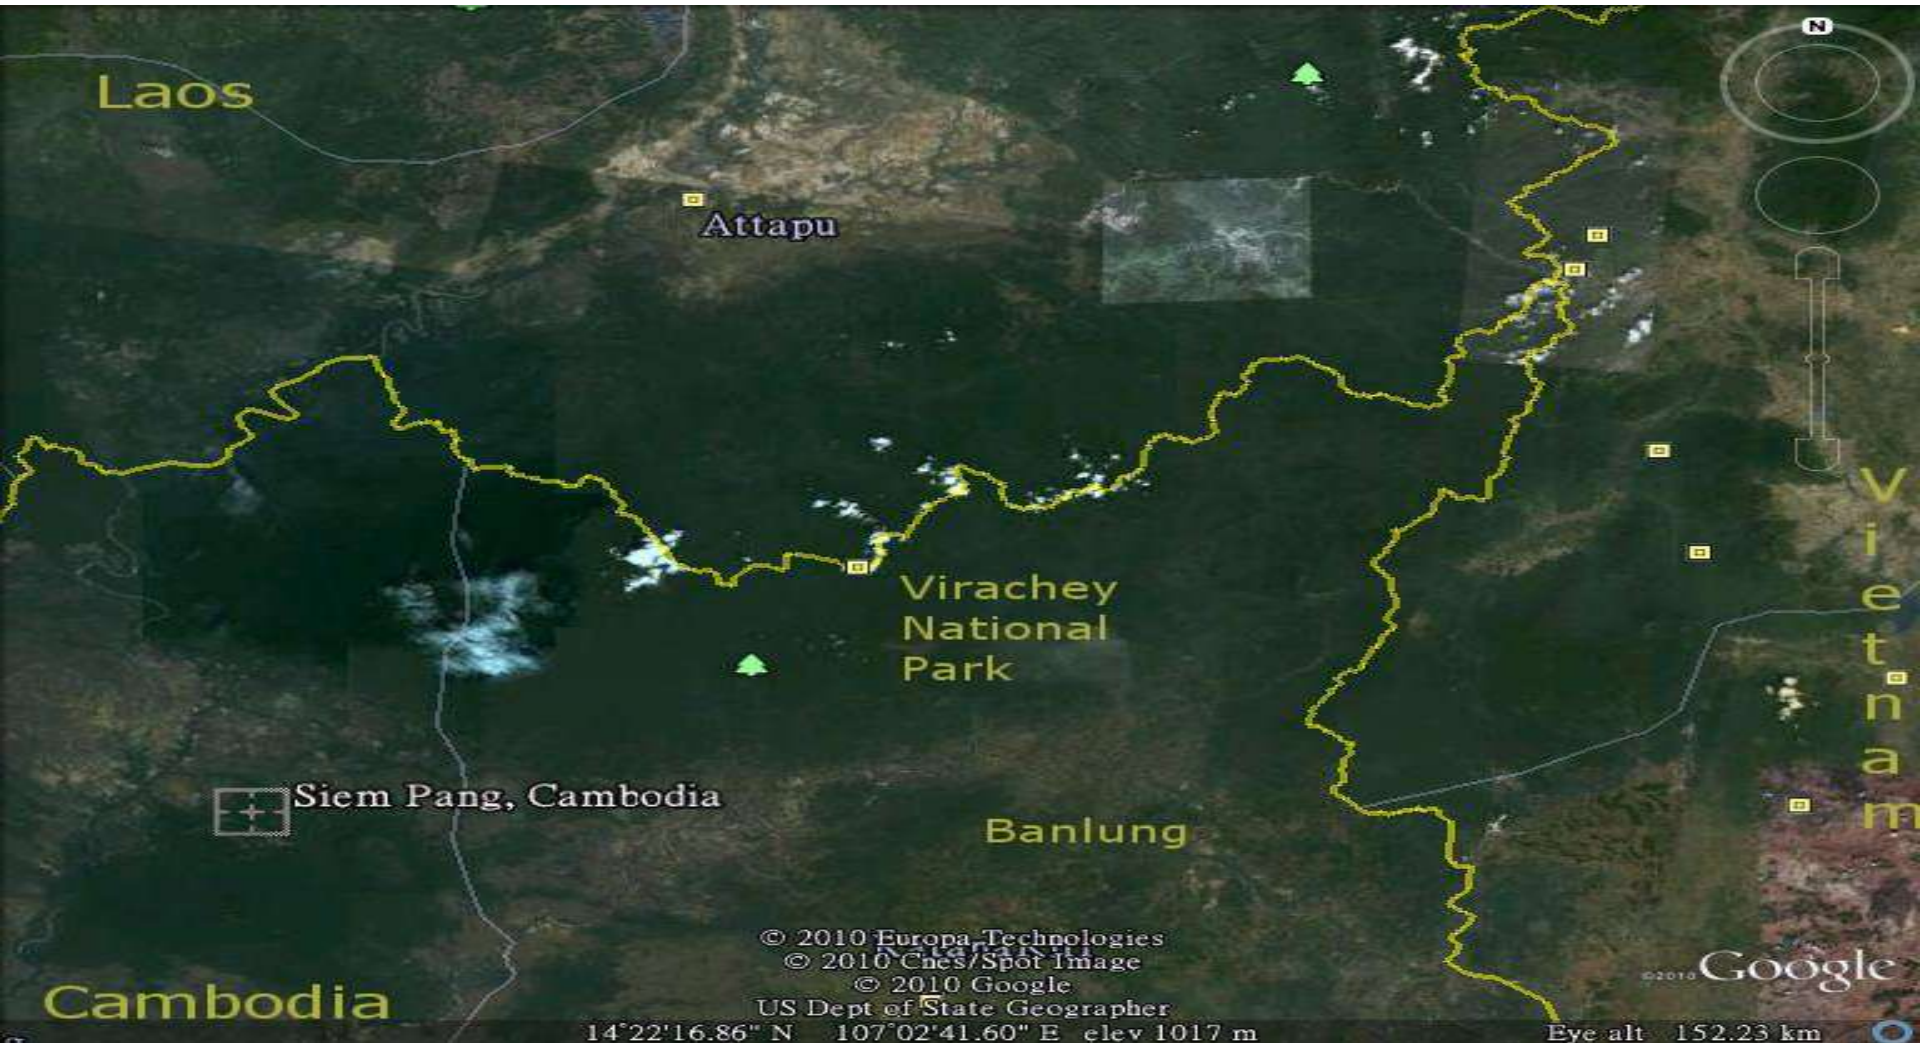 N
Laos
Attapu
Virachey
National
Park
Vietnam
Siem Pang, Cambodia
Banlung
© 2010 Europa Technologies
© 2010 Cnes/Spot Image
© 2010 Google
US Dept of State Geographer
©2010 Google
Cambodia
14°22'16.86" N 107°02'41.60" E elev 1017 m
Eye alt 152.23 km